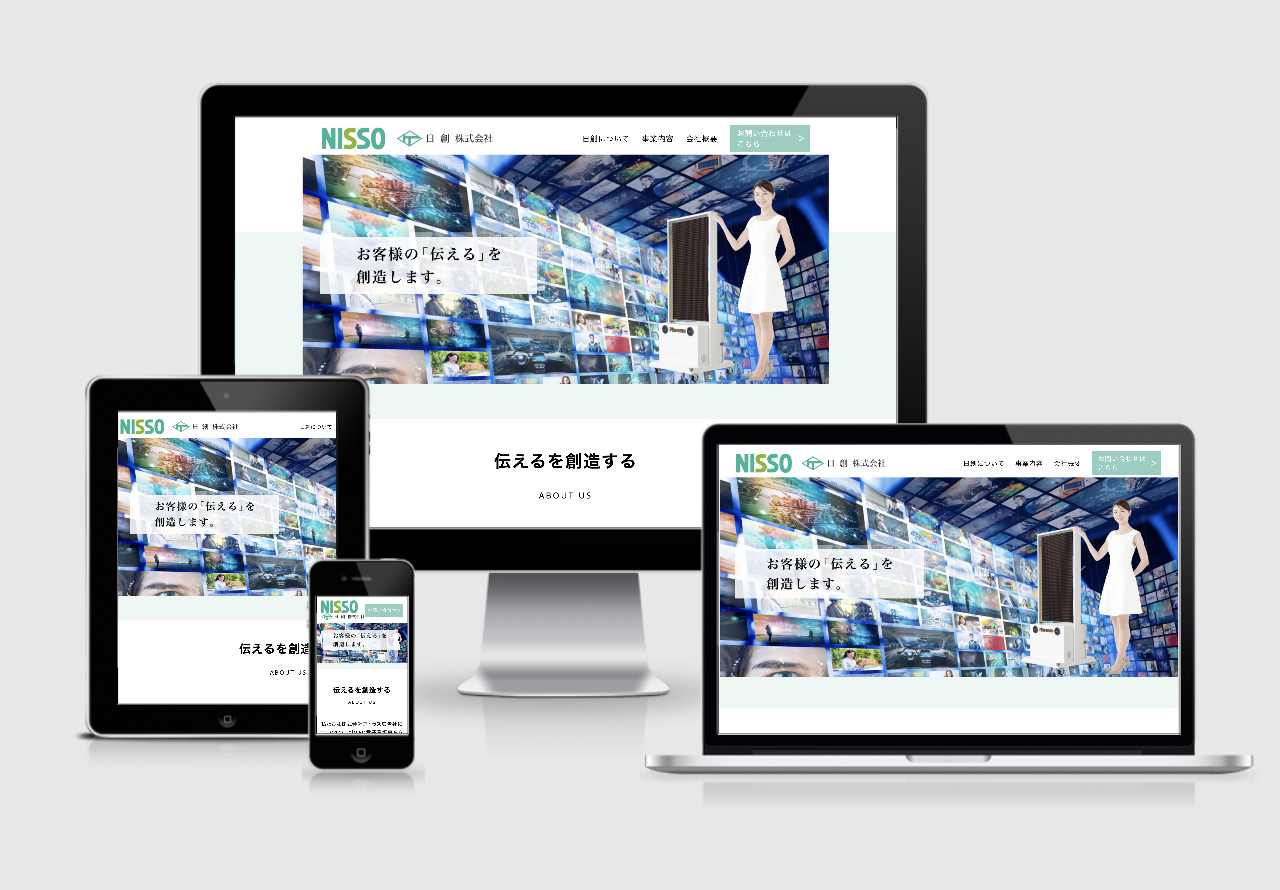 NISSO 日創 株式会社
日創について 事業内容 会社概要
お問い合わせは
こちら >
お客様の「伝える」を
創造します。
伝えるを創造する
ABOUT US
NISSO 日創 株式会社
日創について
お客様の「伝える」を
創造します。
伝えるを創造
ABOUT US
NISSO
日創 株式会社
お問い合わせ >
お客様の「伝える」を
創造します。
伝えるを創造する
ABOUT US
NISSO 日創 株式会社
日創について 事業内容 会社概要
お問い合わせは
こちら >
お客様の「伝える」を
創造します。